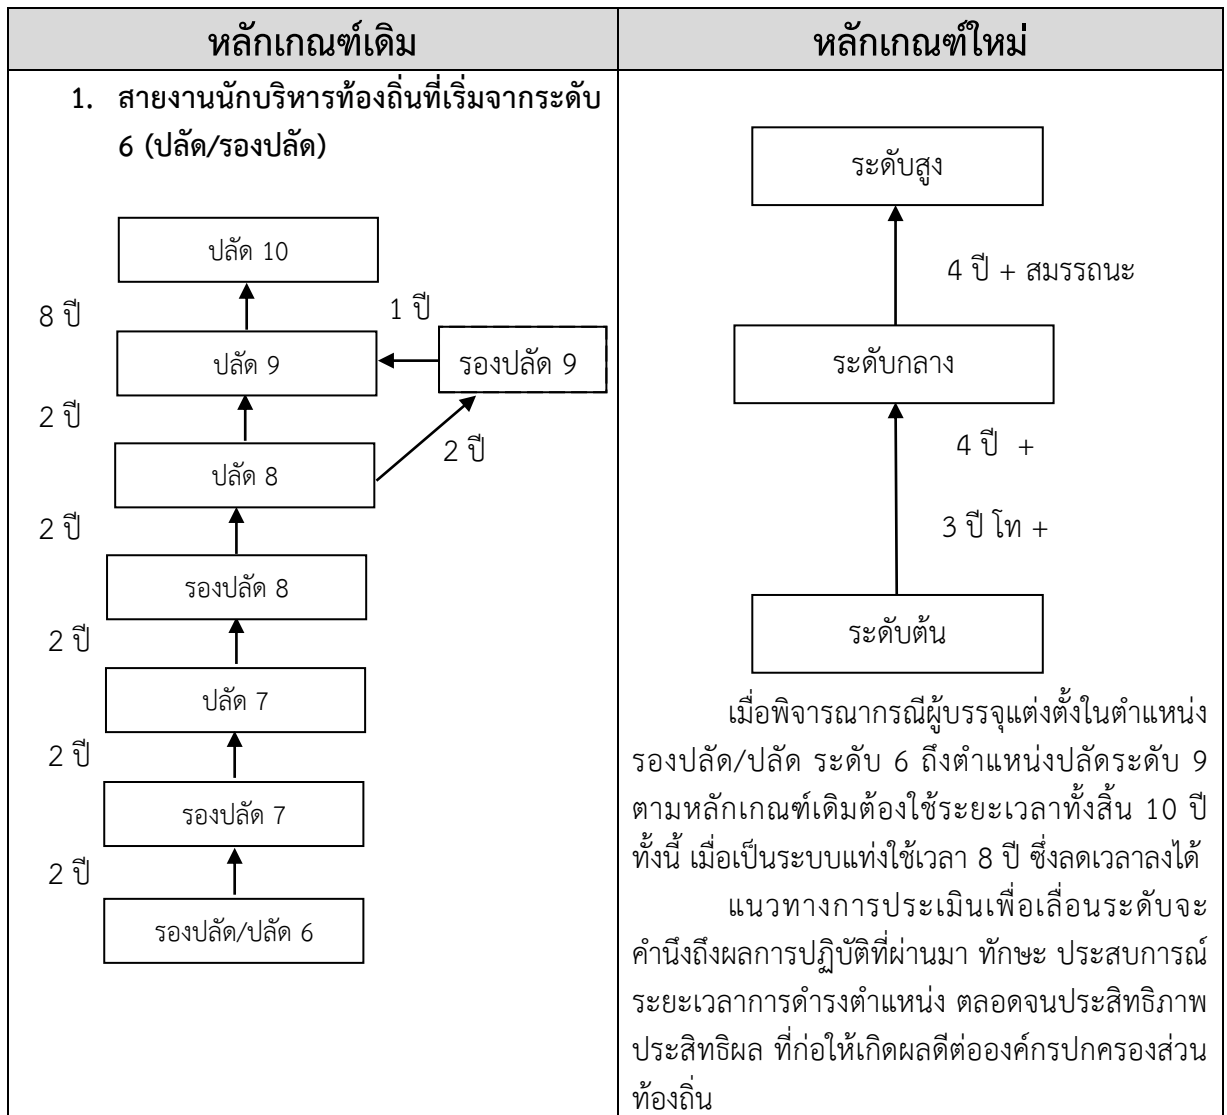 หลักเกณฑ์เดิม
หลักเกณฑ์ใหม่
1. สายงานนักบริหารท้องถิ่นที่เริ่มจากระดับ
6 (ปลัด/รองปลัด)
ปลัด 10
8 ปี
1 ปี
ปลัด 9
รองปลัด 9
2 ปี
2 ปี
ปลัด 8
2 ปี
รองปลัด 8
2 ปี
ปลัด 7
2 ปี
รองปลัด 7
2 ปี
รองปลัด/ปลัด 6
ระดับสูง
4 ปี + สมรรถนะ
ระดับกลาง
4 ปี +
3 ปี โท +
ระดับต้น
เมื่อพิจารณากรณีผู้บรรจุแต่งตั้งในตำแหน่ง
รองปลัด/ปลัด ระดับ 6 ถึงตำแหน่งปลัดระดับ 9
ตามหลักเกณฑ์เดิมต้องใช้ระยะเวลาทั้งสิ้น 10 ปี
ทั้งนี้ เมื่อเป็นระบบแท่งใช้เวลา 8 ปี ซึ่งลดเวลาลงได้
แนวทางการประเมินเพื่อเลื่อนระดับจะ
คำนึงถึงผลการปฏิบัติที่ผ่านมา ทักษะ ประสบการณ์
ระยะเวลาการดำรงตำแหน่ง ตลอดจนประสิทธิภาพ
ประสิทธิผล ที่ก่อให้เกิดผลดีต่อองค์กรปกครองส่วน
ท้องถิ่น